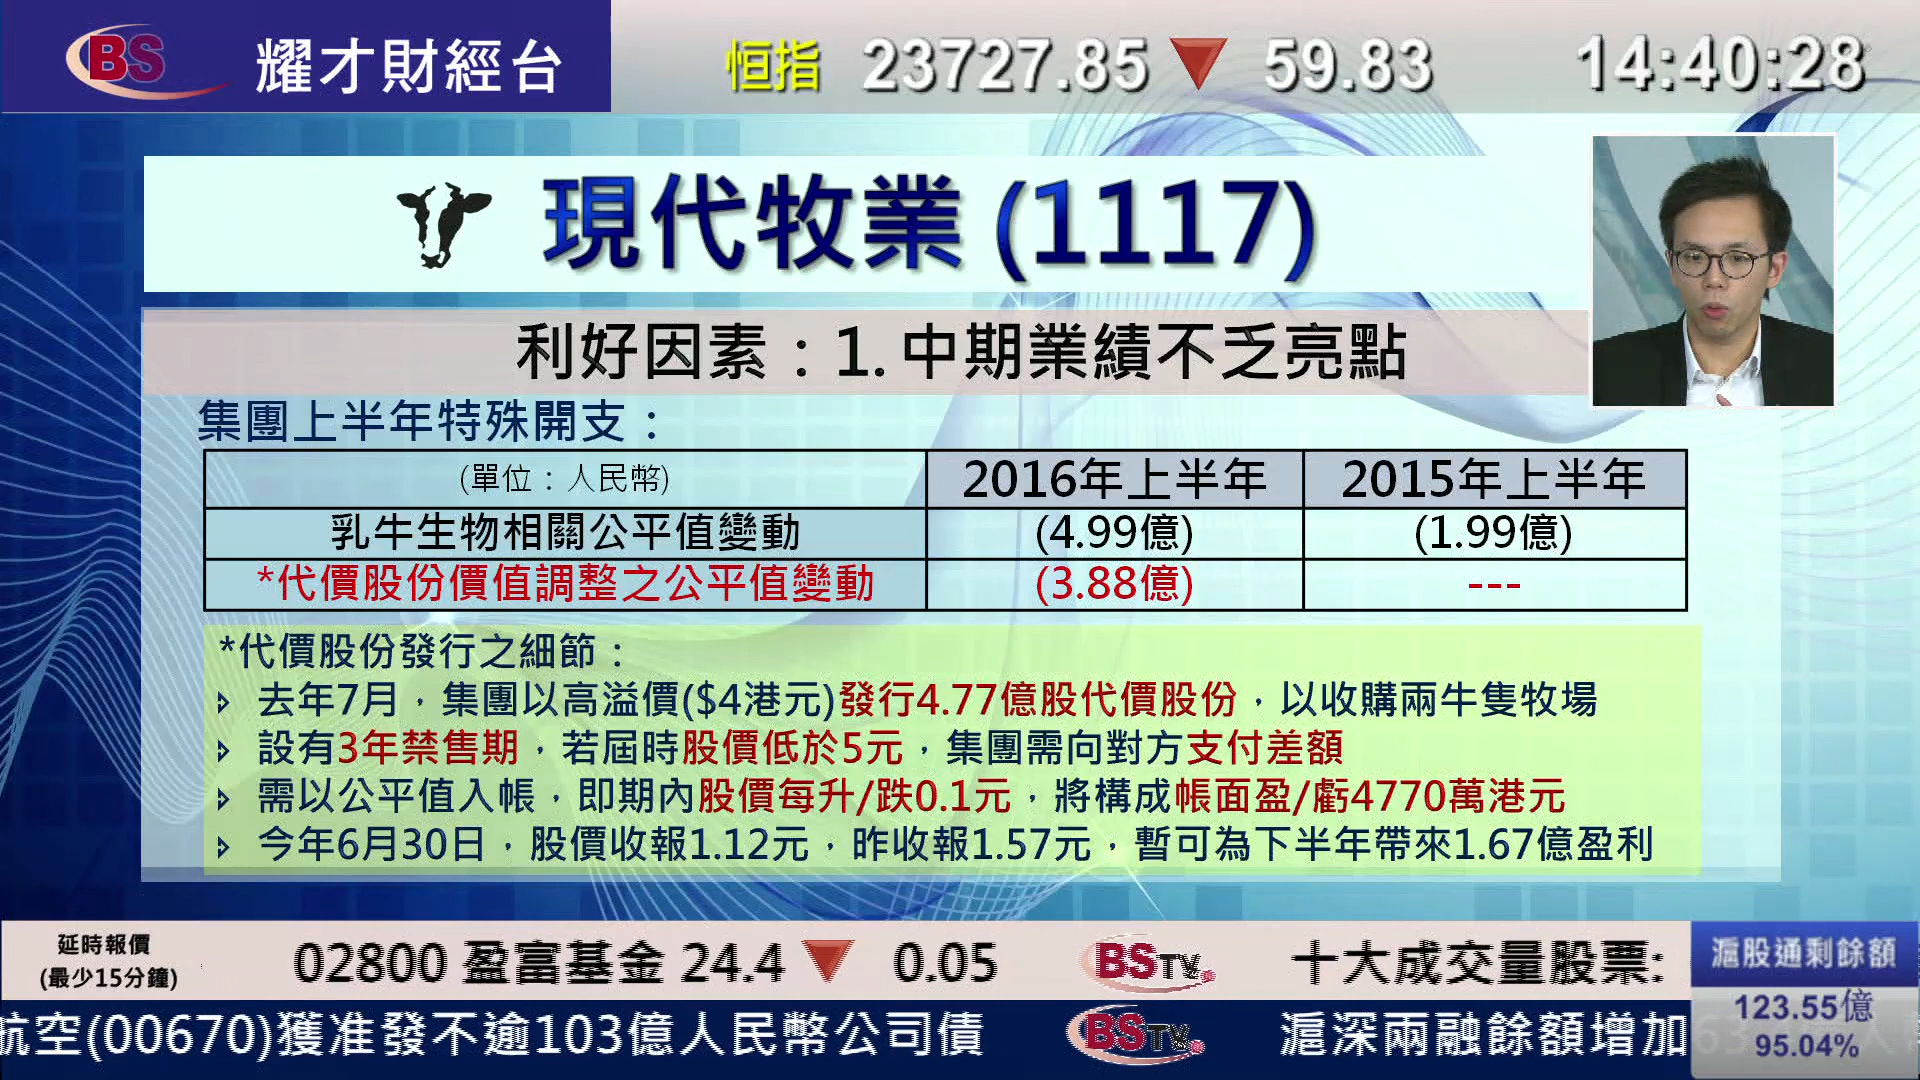 BS 耀才財經台 恒指 23727.85 ▼ 59.83 14:40:28
現代牧業 (1117)
利好因素：1. 中期業績不乏亮點
集團上半年特殊開支：
(單位：人民幣) 2016年上半年 2015年上半年
乳牛生物相關公平值變動 (4.99億) (1.99億)
*代價股份價值調整之公平值變動 (3.88億) ---
*代價股份發行之細節：
去年7月，集團以高溢價($4港元)發行4.77億股代價股份，以收購兩牛隻牧場
設有3年禁售期，若屆時股價低於5元，集團需向對方支付差額
需以公平值入帳，即期內股價每升/跌0.1元，將構成帳面盈/虧4770萬港元
今年6月30日，股價收報1.12元，昨收報1.57元，暫可為下半年帶來1.67億盈利
延時報價
(最少15分鐘)
02800 盈富基金 24.4 ▼ 0.05 BSTV 十大成交量股票:
滬股通剩餘額
123.55億
95.04%
航空(00670)獲准發不逾103億人民幣公司債 BSTV 滬深兩融餘額增加